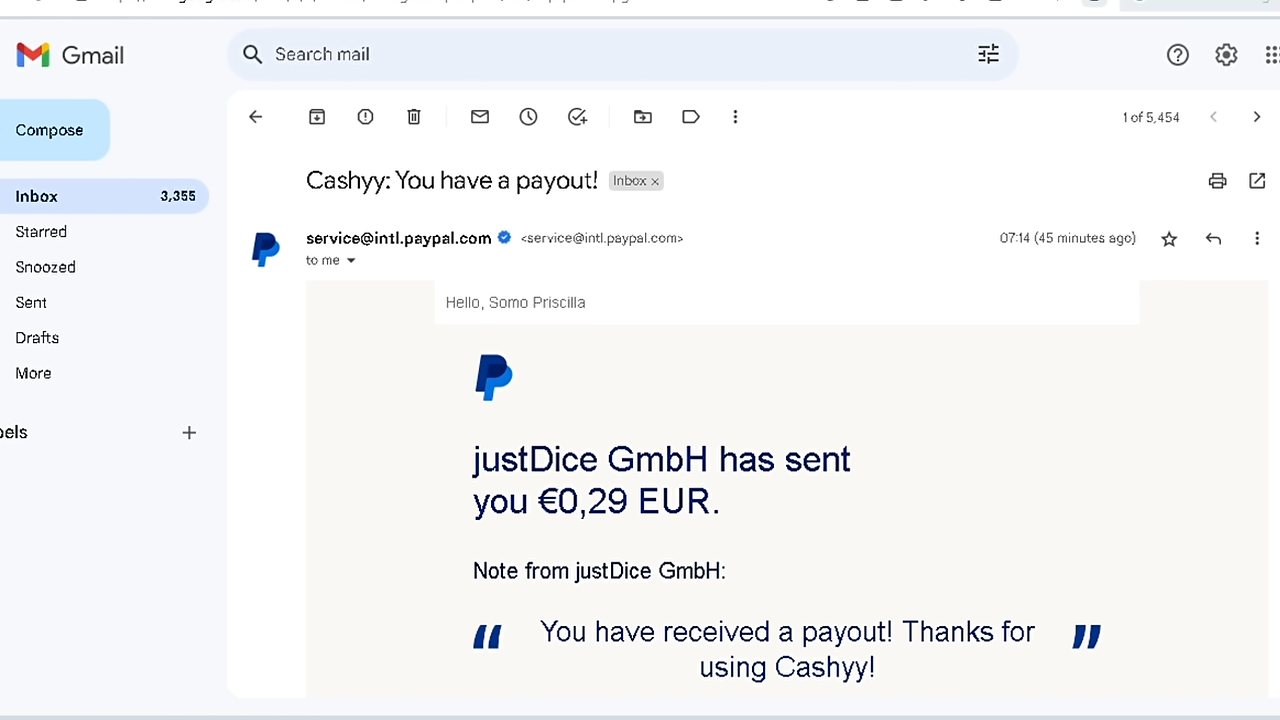 Gmail
Search mail
Compose
1 of 5,454
Cashyy: You have a payout! Inbox ×
Inbox 3,355
service@intl.paypal.com <service@intl.paypal.com> 07:14 (45 minutes ago)
Starred
to me
Snoozed
Hello, Somo Priscilla
Sent
Drafts
More
justDice GmbH has sent
you €0,29 EUR.
Note from justDice GmbH:
“ You have received a payout! Thanks for ”
using Cashyy!